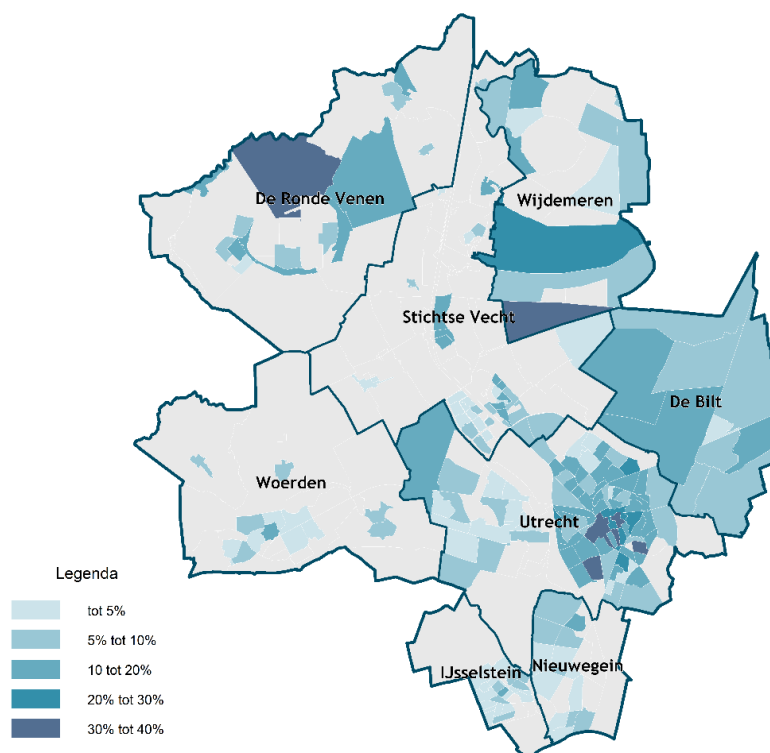 De Ronde Venen
Wijdemeren
Stichtse Vecht
De Bilt
Woerden
Utrecht
IJsselstein
Nieuwegein
Legenda
tot 5%
5% tot 10%
10 tot 20%
20% tot 30%
30% tot 40%